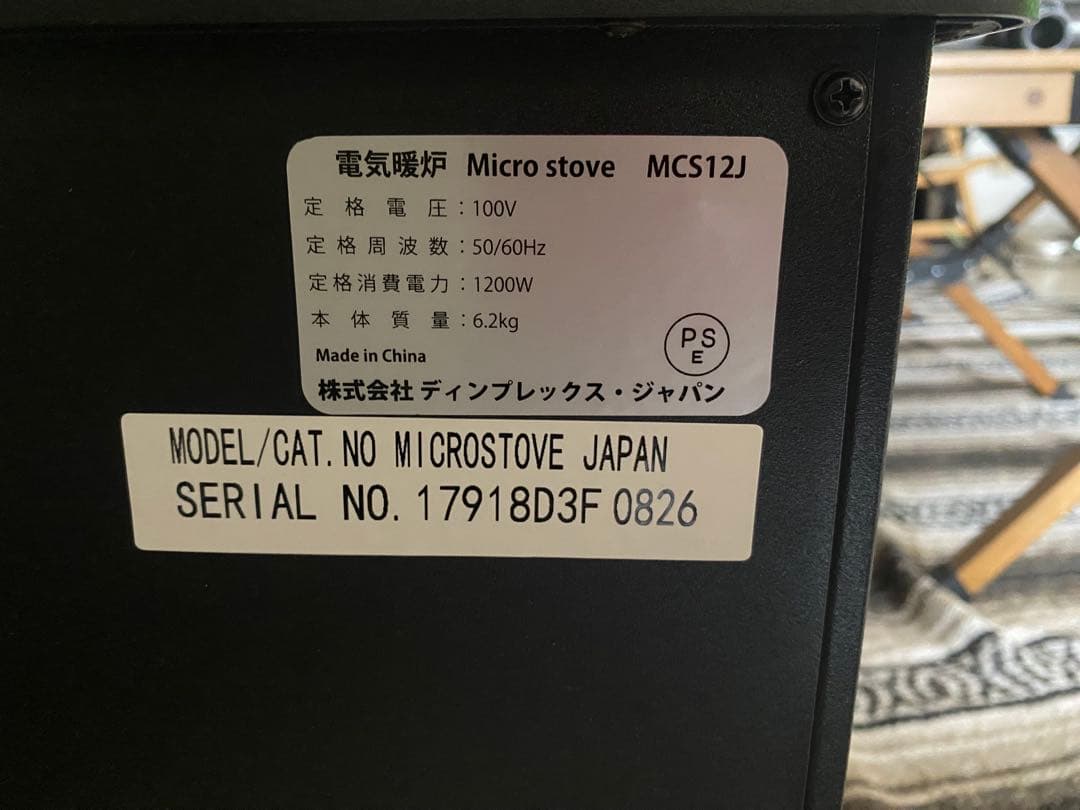 電気暖炉 Micro stove MCS12J
定格電圧：100V
定格周波数：50/60Hz
定格消費電力：1200W
本体質量：6.2kg
PS
E
Made in China
株式会社 ディンプレックス・ジャパン
MODEL/CAT.NO MICROSTOVE JAPAN
SERIAL NO. 17918D3F 0826